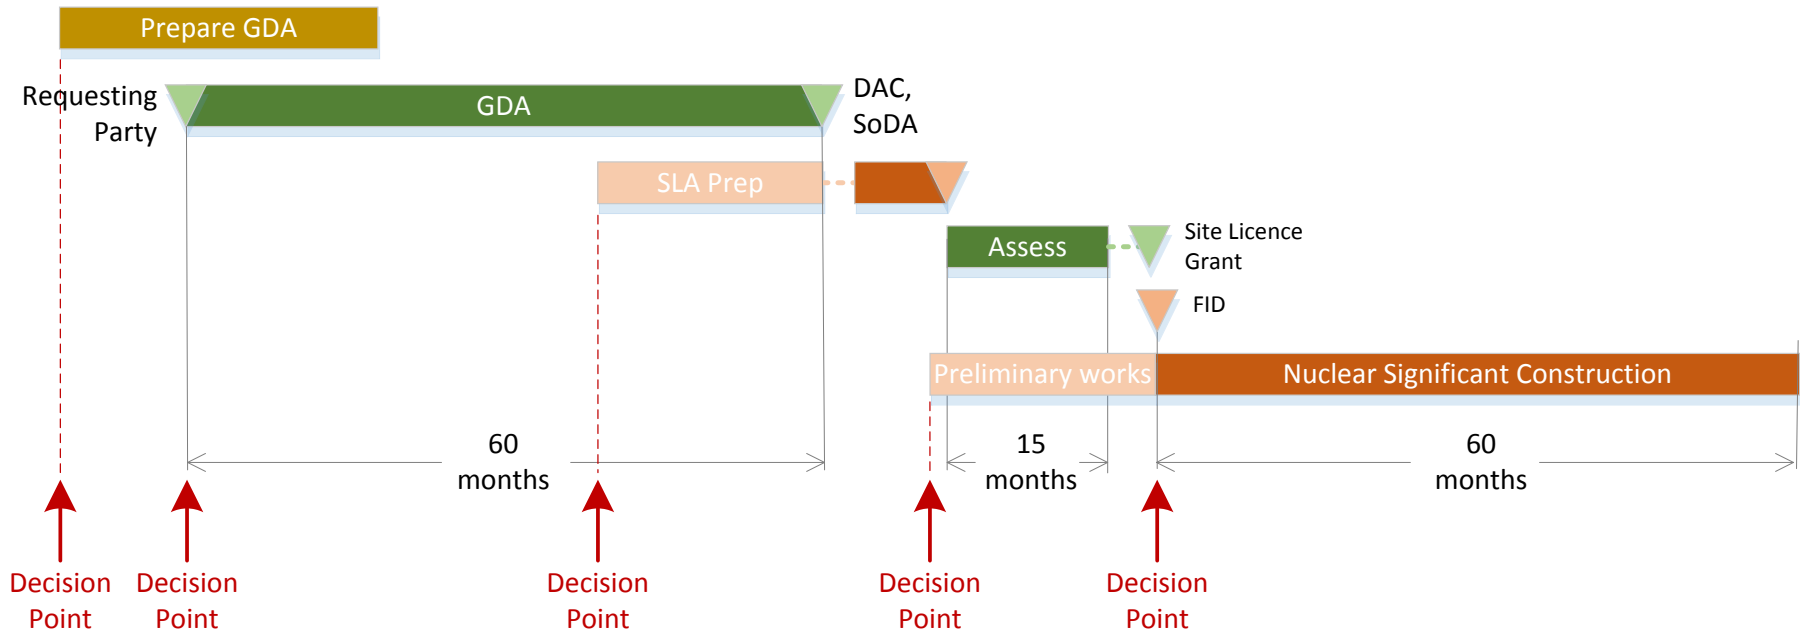 Prepare GDA
Requesting
Party
GDA
DAC,
SoDA
SLA Prep
Assess
Site Licence
Grant
FID
Preliminary works
Nuclear Significant Construction
60
months
15
months
60
months
Decision
Point
Decision
Point
Decision
Point
Decision
Point
Decision
Point